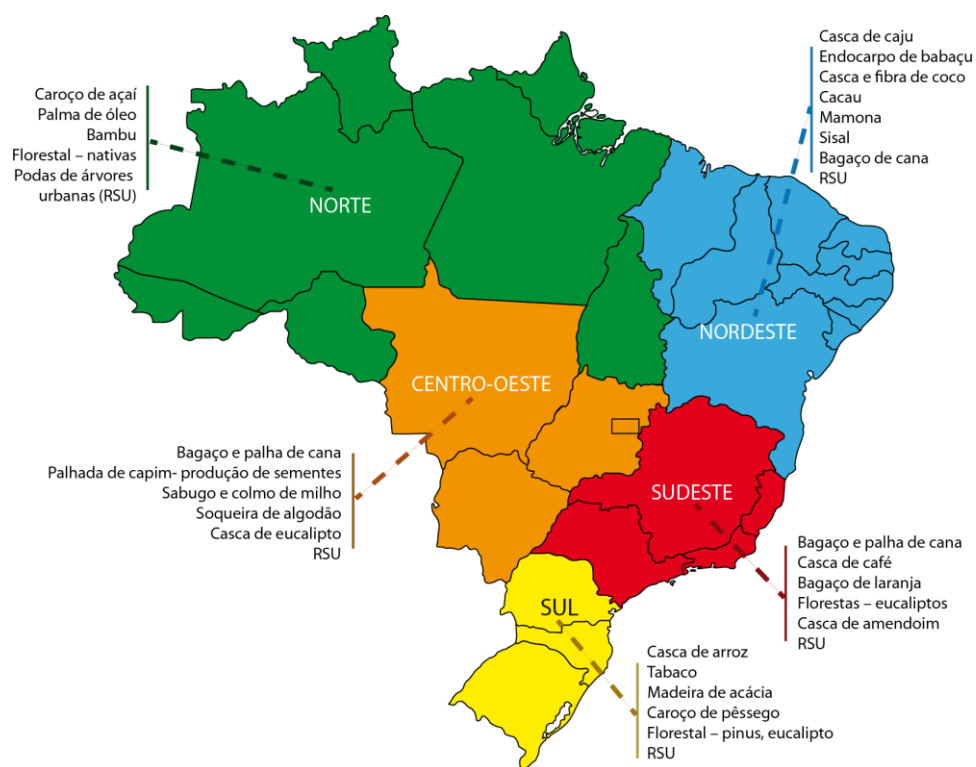 Caroço de açaí
Palma de óleo
Bambu
Florestal – nativas
Podas de árvores
urbanas (RSU)
NORTE
Casca de caju
Endocarpo de babaçu
Casca e fibra de coco
Cacau
Mamona
Sisal
Bagaço de cana
RSU
NORDESTE
CENTRO-OESTE
Bagaço e palha de cana
Palhada de capim- produção de sementes
Sabugo e colmo de milho
Soqueira de algodão
Casca de eucalipto
RSU
SUDESTE
Bagaço e palha de cana
Casca de café
Bagaço de laranja
Florestas – eucaliptos
Casca de amendoim
RSU
SUL
Casca de arroz
Tabaco
Madeira de acácia
Caroço de pêssego
Florestal – pinus, eucalipto
RSU